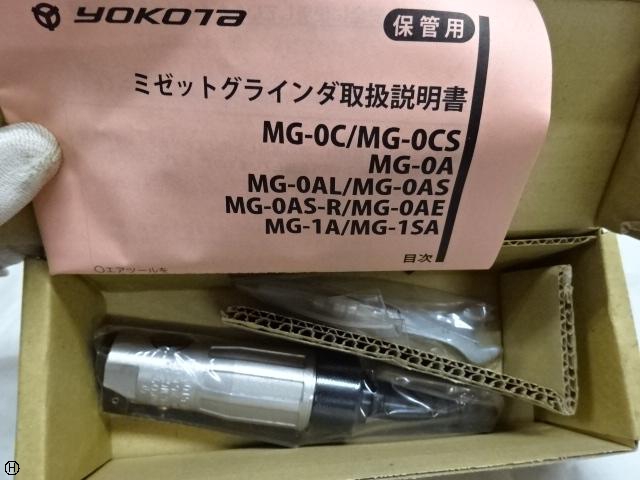 YOKOTA
保管用
ミゼットグラインダ取扱説明書
MG-0C/MG-0CS
MG-0A
MG-0AL/MG-0AS
MG-0AS-R/MG-0AE
MG-1A/MG-1SA
目次
○エアツールを
H